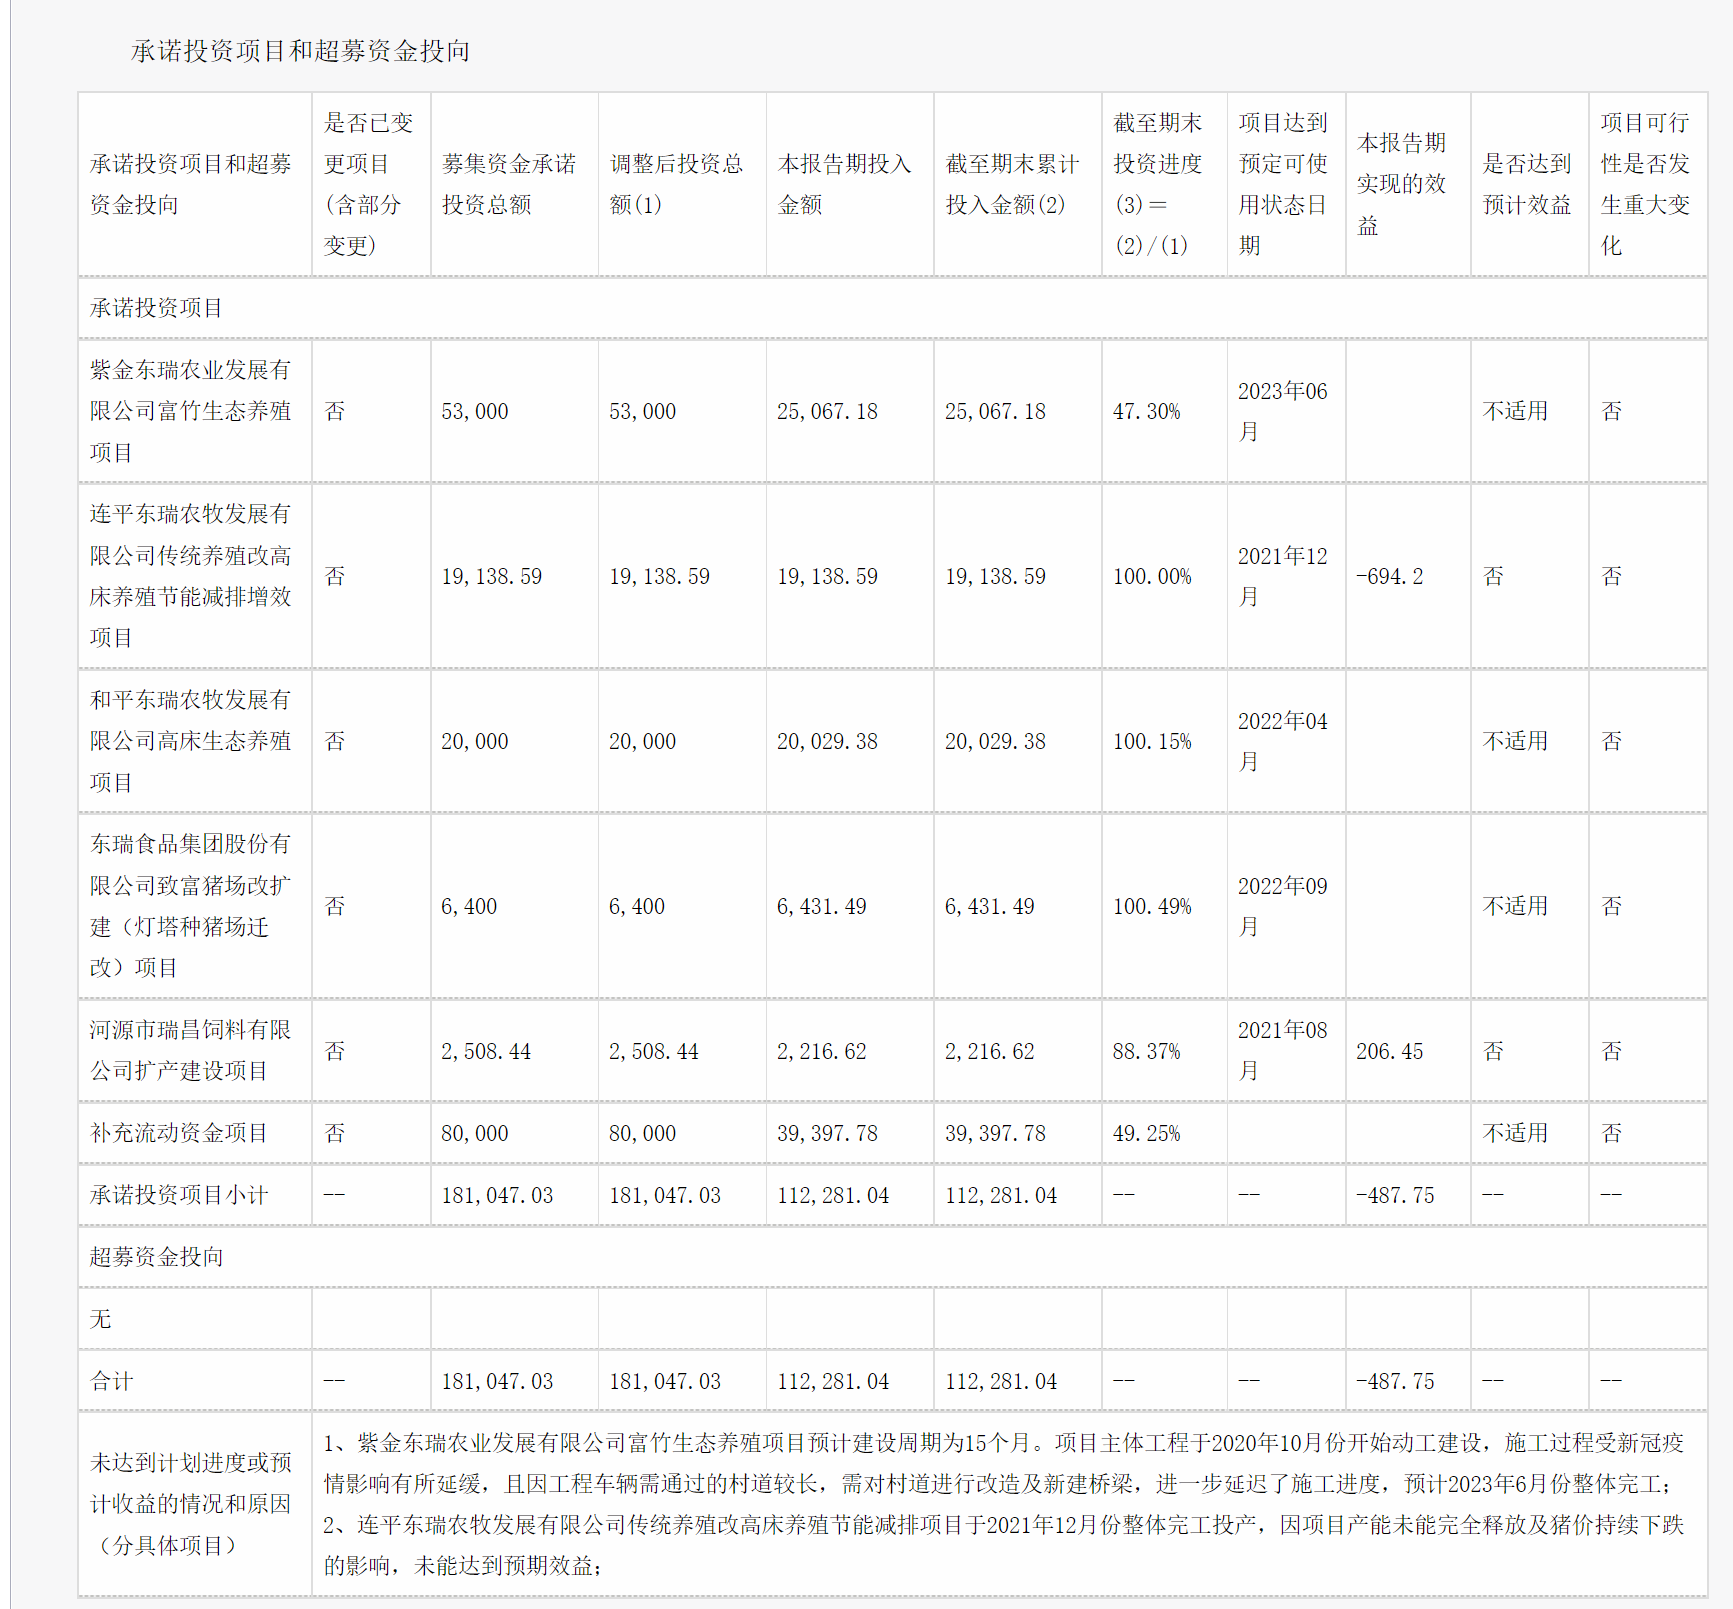 承诺投资项目和超募资金投向
承诺投资项目和超募
资金投向
是否已变
更项目
(含部分
变更)
募集资金承诺
投资总额
调整后投资总
额(1)
本报告期投入
金额
截至期末累计
投入金额(2)
截至期末
投资进度
(3)＝
(2)/(1)
项目达到
预定可使
用状态日
期
本报告期
实现的效
益
是否达到
预计效益
项目可行
性是否发
生重大变
化
承诺投资项目
紫金东瑞农业发展有
限公司富竹生态养殖
项目
否
53,000
53,000
25,067.18
25,067.18
47.30%
2023年06
月
不适用
否
连平东瑞农牧发展有
限公司传统养殖改高
床养殖节能减排增效
项目
否
19,138.59
19,138.59
19,138.59
19,138.59
100.00%
2021年12
月
-694.2
否
否
和平东瑞农牧发展有
限公司高床生态养殖
项目
否
20,000
20,000
20,029.38
20,029.38
100.15%
2022年04
月
不适用
否
东瑞食品集团股份有
限公司致富猪场改扩
建（灯塔种猪场迁
改）项目
否
6,400
6,400
6,431.49
6,431.49
100.49%
2022年09
月
不适用
否
河源市瑞昌饲料有限
公司扩产建设项目
否
2,508.44
2,508.44
2,216.62
2,216.62
88.37%
2021年08
月
206.45
否
否
补充流动资金项目
否
80,000
80,000
39,397.78
39,397.78
49.25%
不适用
否
承诺投资项目小计
--
181,047.03
181,047.03
112,281.04
112,281.04
--
--
-487.75
--
--
超募资金投向
无
合计
--
181,047.03
181,047.03
112,281.04
112,281.04
--
--
-487.75
--
--
未达到计划进度或预
计收益的情况和原因
（分具体项目）
1、紫金东瑞农业发展有限公司富竹生态养殖项目预计建设周期为15个月。项目主体工程于2020年10月份开始动工建设，施工过程受新冠疫
情影响有所延缓，且因工程车辆需通过的村道较长，需对村道进行改造及新建桥梁，进一步延迟了施工进度，预计2023年6月份整体完工；
2、连平东瑞农牧发展有限公司传统养殖改高床养殖节能减排项目于2021年12月份整体完工投产，因项目产能未能完全释放及猪价持续下跌
的影响，未能达到预期效益；